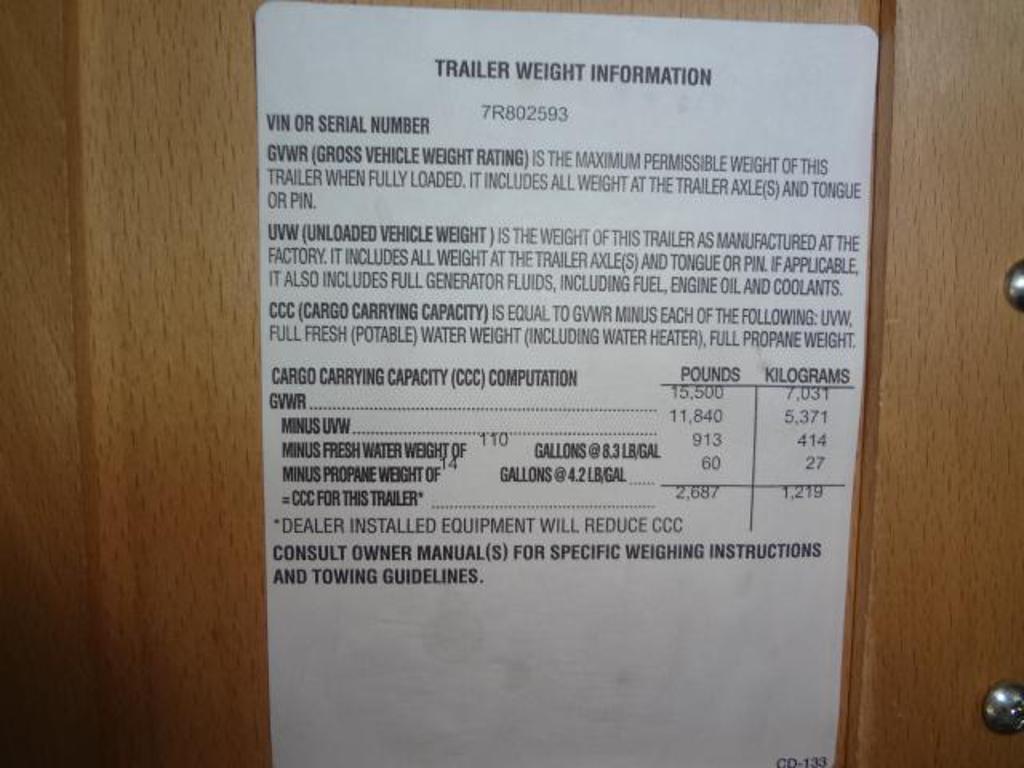 TRAILER WEIGHT INFORMATION
7R802593
VIN OR SERIAL NUMBER
GVWR (GROSS VEHICLE WEIGHT RATING) IS THE MAXIMUM PERMISSIBLE WEIGHT OF THIS
TRAILER WHEN FULLY LOADED. IT INCLUDES ALL WEIGHT AT THE TRAILER AXLE(S) AND TONGUE
OR PIN.
UVW (UNLOADED VEHICLE WEIGHT ) IS THE WEIGHT OF THIS TRAILER AS MANUFACTURED AT THE
FACTORY. IT INCLUDES ALL WEIGHT AT THE TRAILER AXLE(S) AND TONGUE OR PIN. IF APPLICABLE,
IT ALSO INCLUDES FULL GENERATOR FLUIDS, INCLUDING FUEL, ENGINE OIL AND COOLANTS.
CCC (CARGO CARRYING CAPACITY) IS EQUAL TO GVWR MINUS EACH OF THE FOLLOWING: UVW,
FULL FRESH (POTABLE) WATER WEIGHT (INCLUDING WATER HEATER), FULL PROPANE WEIGHT.
CARGO CARRYING CAPACITY (CCC) COMPUTATION POUNDS KILOGRAMS
GVWR 15,500 7,031
MINUS UVW 11,840 5,371
MINUS FRESH WATER WEIGHT OF 110 GALLONS @ 8.3 LB/GAL 913 414
MINUS PROPANE WEIGHT OF 14 GALLONS @ 4.2 LB/GAL 60 27
= CCC FOR THIS TRAILER* 2,687 1,219
*DEALER INSTALLED EQUIPMENT WILL REDUCE CCC
CONSULT OWNER MANUAL(S) FOR SPECIFIC WEIGHING INSTRUCTIONS
AND TOWING GUIDELINES.
CD-133